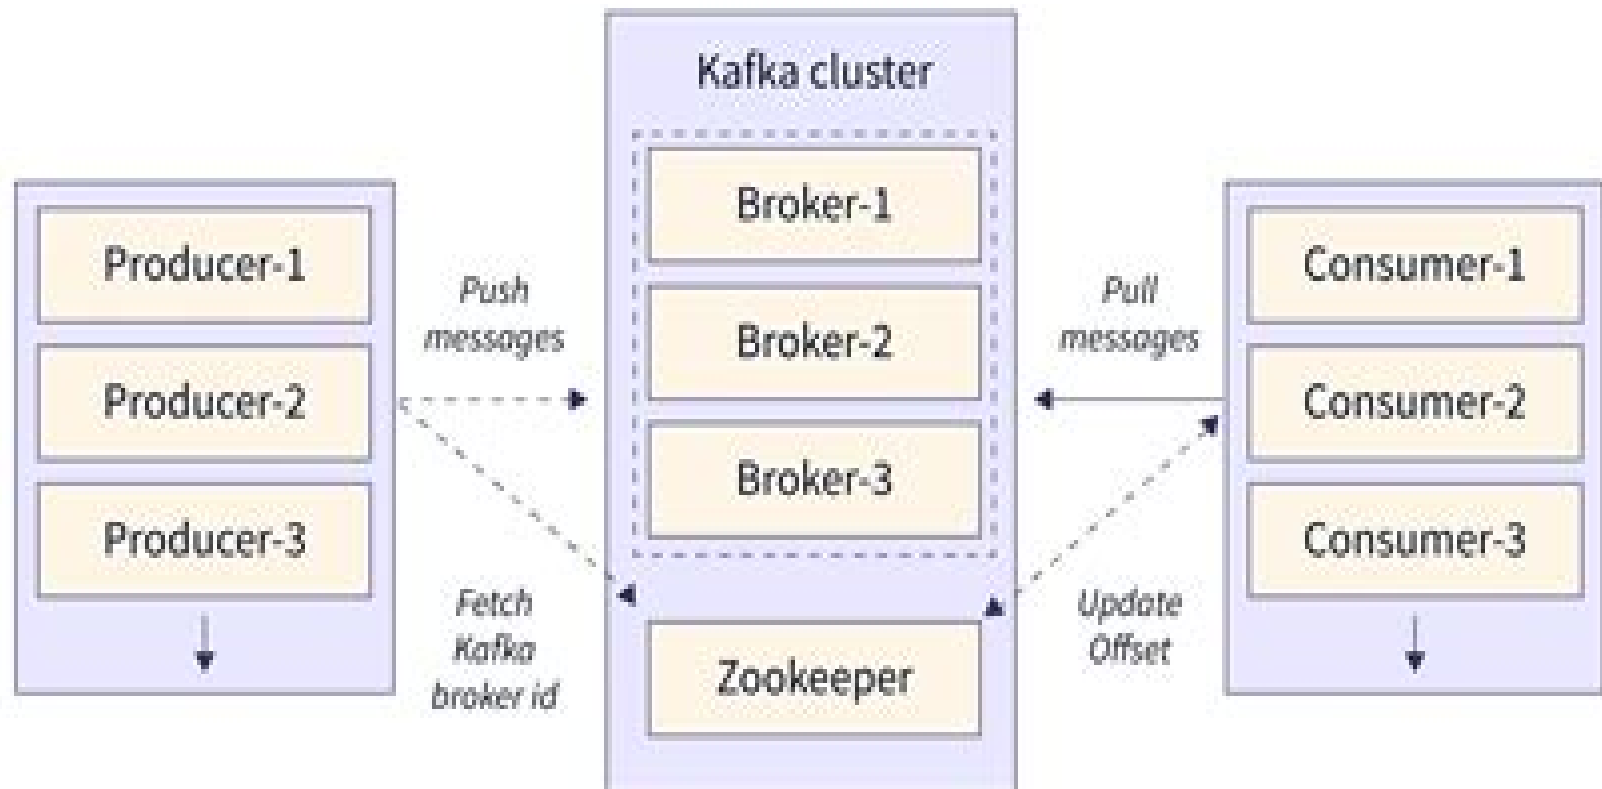 Kafka cluster
Producer-1
Producer-2
Producer-3
Push
messages
Fetch
Kafka
broker id
Broker-1
Broker-2
Broker-3
Zookeeper
Pull
messages
Update
Offset
Consumer-1
Consumer-2
Consumer-3